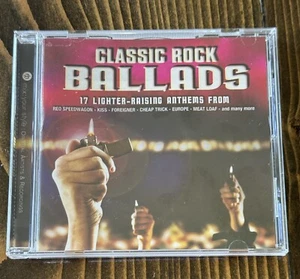 CLASSIC ROCK
BALLADS
17 LIGHTER-RAISING ANTHEMS FROM
REO SPEEDWAGON - KISS - FOREIGNER - CHEAP TRICK - EUROPE - MEAT LOAF - and many more